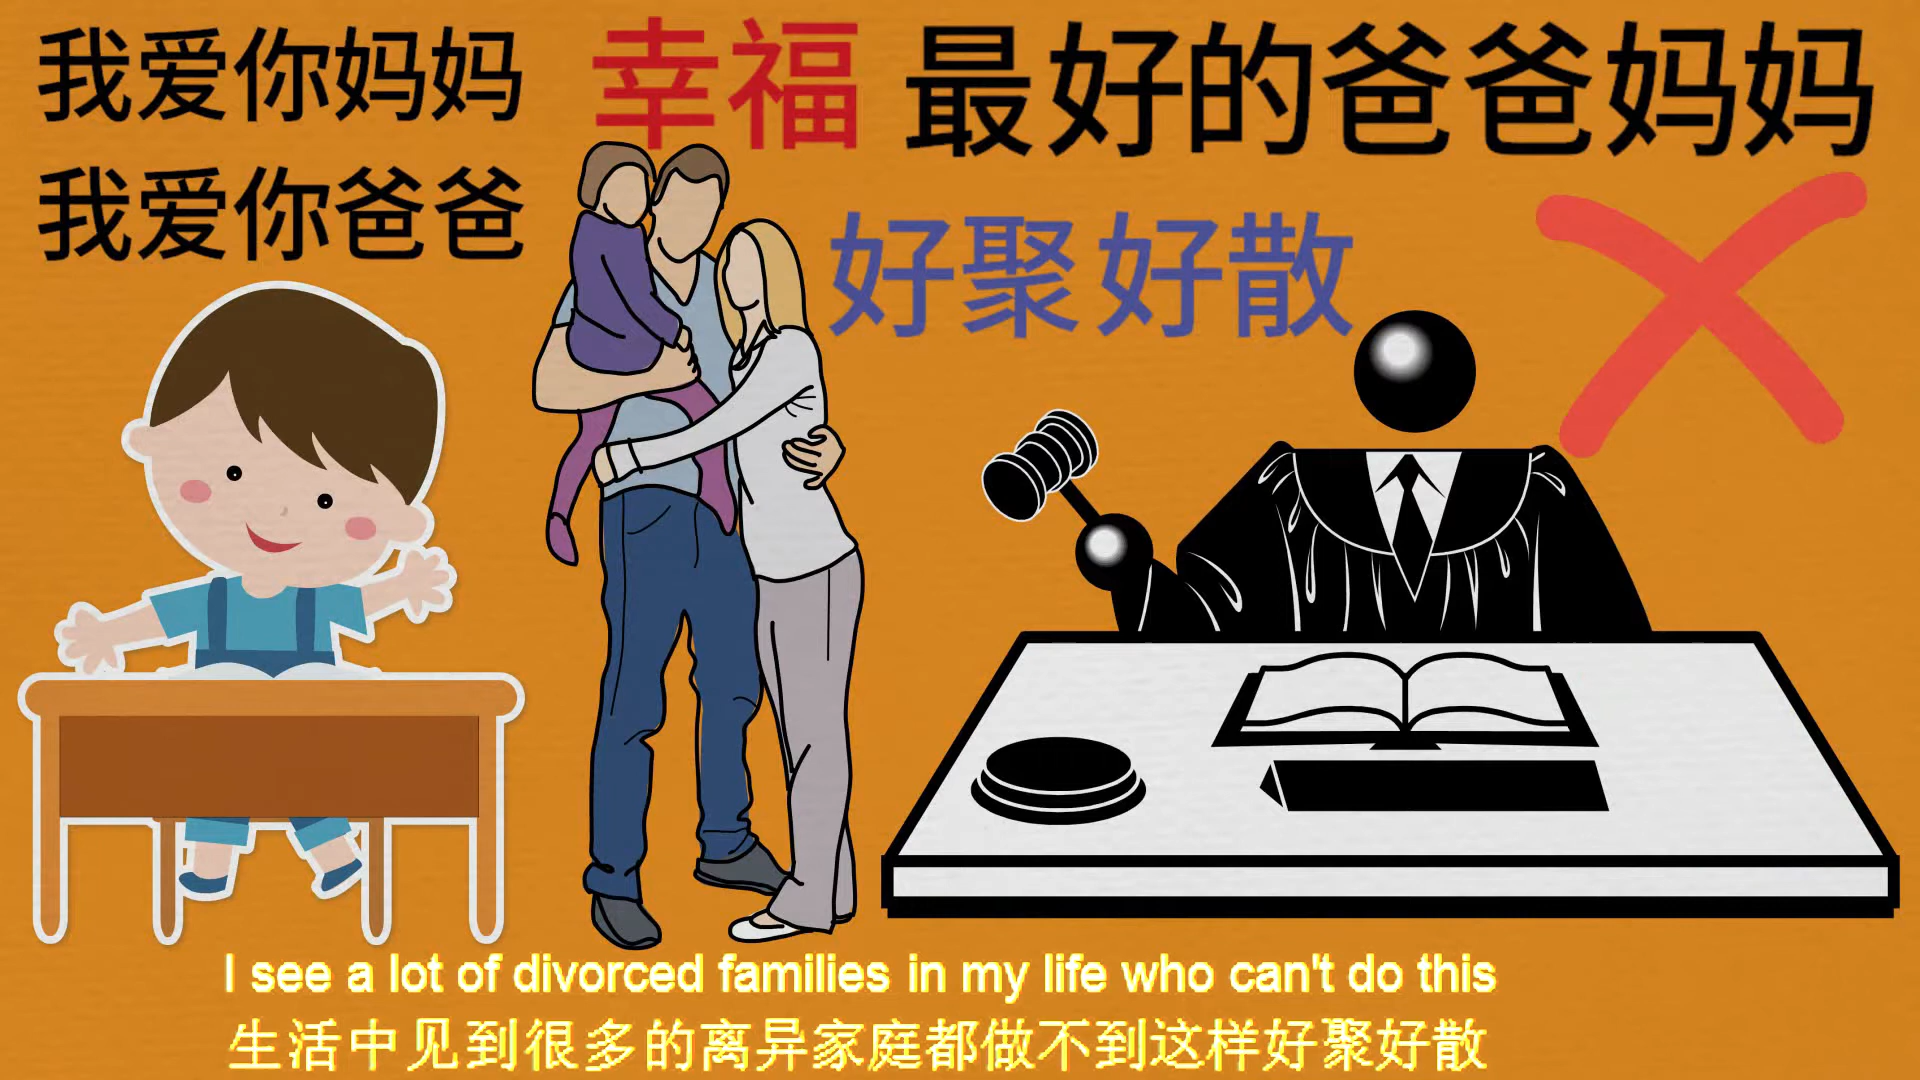 我爱你妈妈
我爱你爸爸
幸福
最好的爸爸妈妈
好聚好散
I see a lot of divorced families in my life who can't do this
生活中见到很多的离异家庭都做不到这样好聚好散